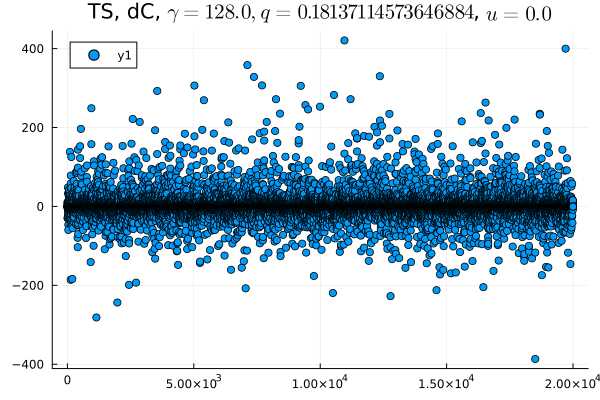 TS, dC, γ = 128.0, q = 0.18137114573646884, u = 0.0
400
y1
200
0
−200
−400
0 5.00×10³ 1.00×10⁴ 1.50×10⁴ 2.00×10⁴